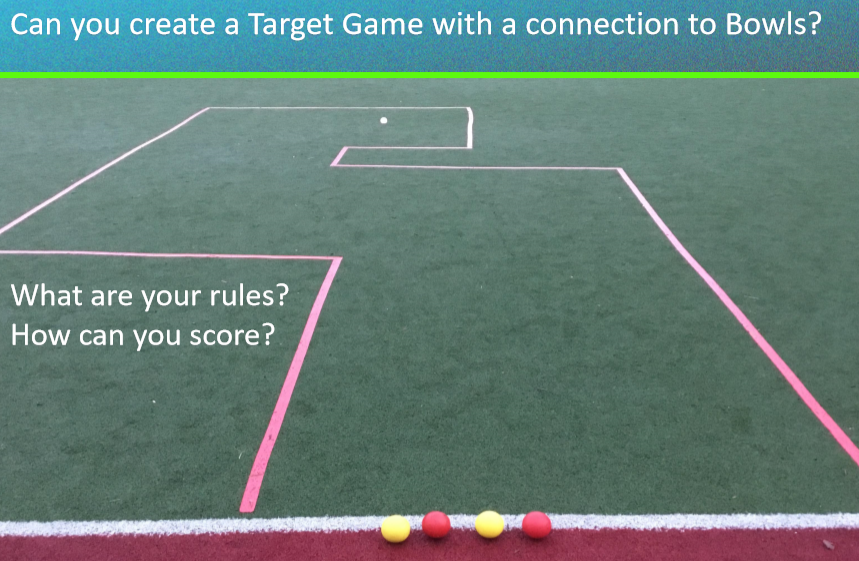 Can you create a Target Game with a connection to Bowls?
What are your rules?
How can you score?